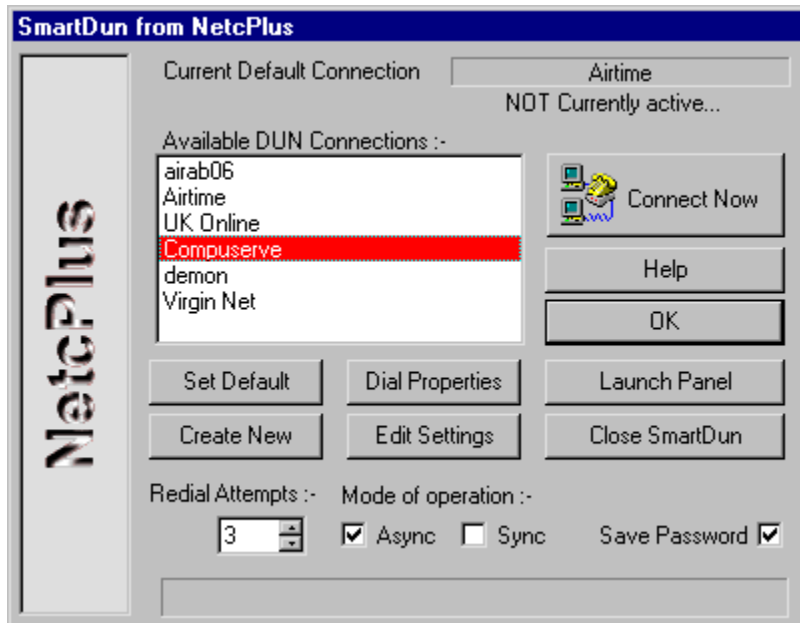 SmartDun from NetcPlus
NetcPlus
Current Default Connection Airtime
NOT Currently active...
Available DUN Connections :-
airab06
Airtime
UK Online
Compuserve
demon
Virgin Net
Connect Now
Help
OK
Set Default Dial Properties Launch Panel
Create New Edit Settings Close SmartDun
Redial Attempts :- Mode of operation :-
3 Async Sync Save Password